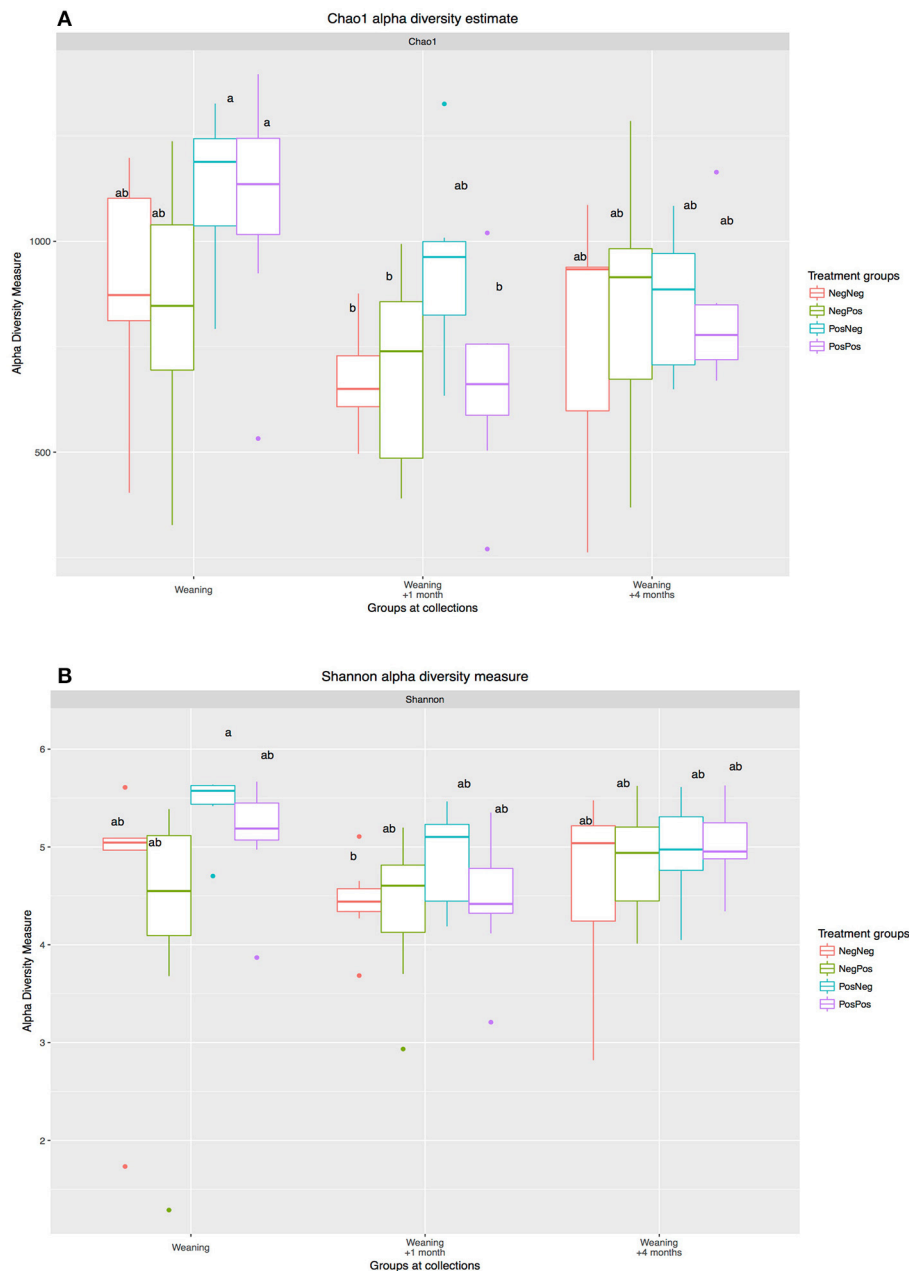 A
Chao1 alpha diversity estimate
Chao1
a
a
ab
ab
ab
ab
ab
ab
ab
b
b
b
1000
500
Alpha Diversity Measure
Treatment groups
NegNeg
NegPos
PosNeg
PosPos
Weaning
Weaning
+1 month
Weaning
+4 months
Groups at collections
B
Shannon alpha diversity measure
Shannon
a
ab
ab
ab
ab
ab
ab
ab
ab
ab
ab
b
6
5
4
3
2
Alpha Diversity Measure
Treatment groups
NegNeg
NegPos
PosNeg
PosPos
Weaning
Weaning
+1 month
Weaning
+4 months
Groups at collections